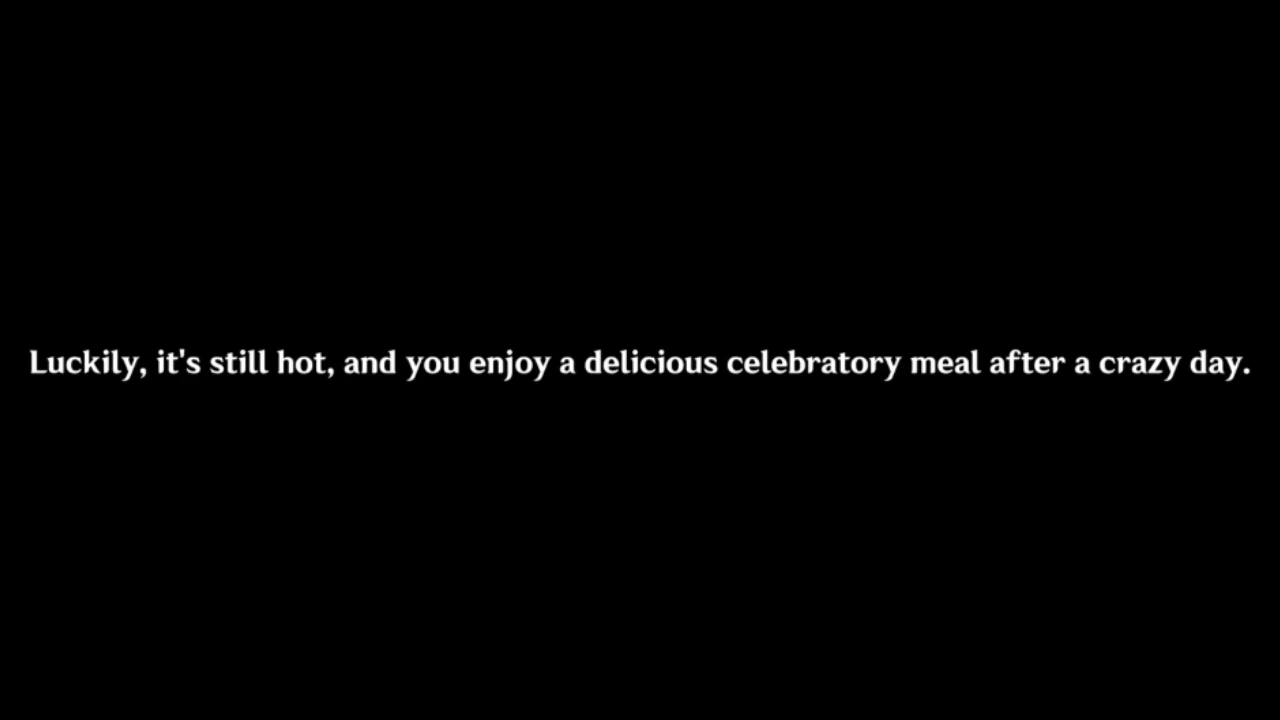 Luckily, it's still hot, and you enjoy a delicious celebratory meal after a crazy day.